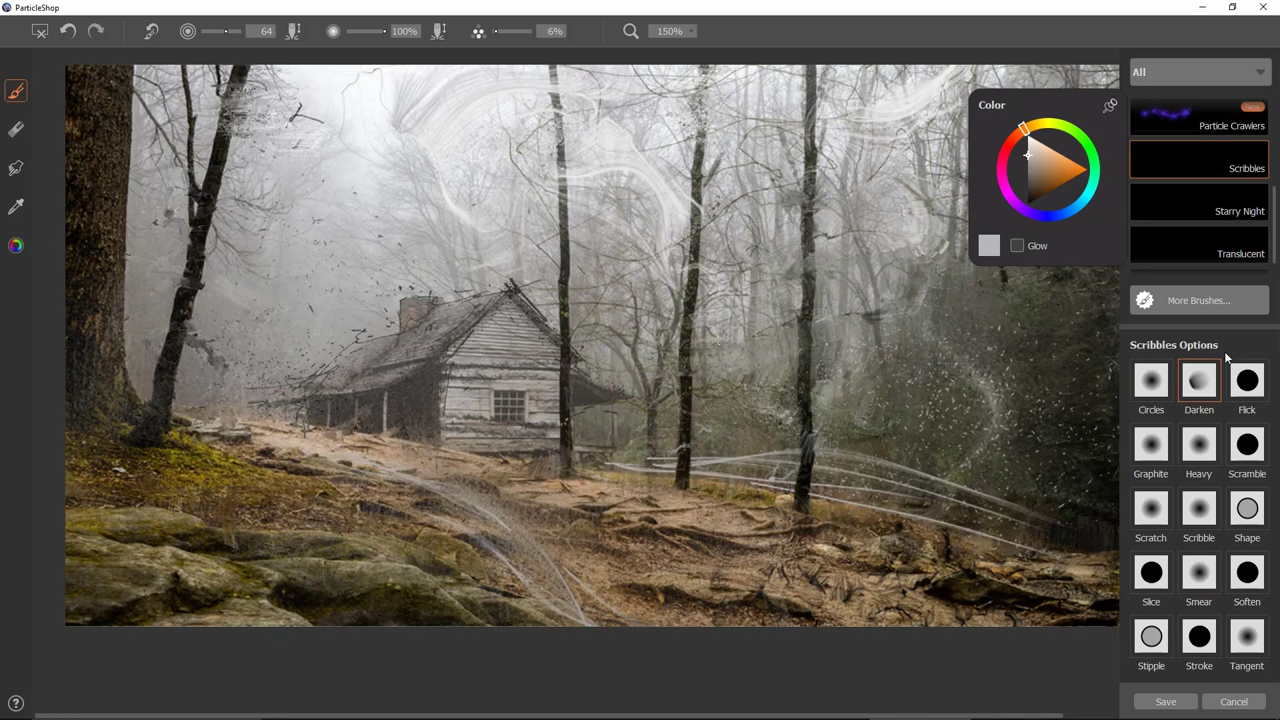 ParticleShop
64
100%
6%
150%
All
Color
Glow
New
Particle Crawlers
Scribbles
Starry Night
Translucent
More Brushes...
Scribbles Options
Circles
Darken
Flick
Graphite
Heavy
Scramble
Scratch
Scribble
Shape
Slice
Smear
Soften
Stipple
Stroke
Tangent
?
Save
Cancel